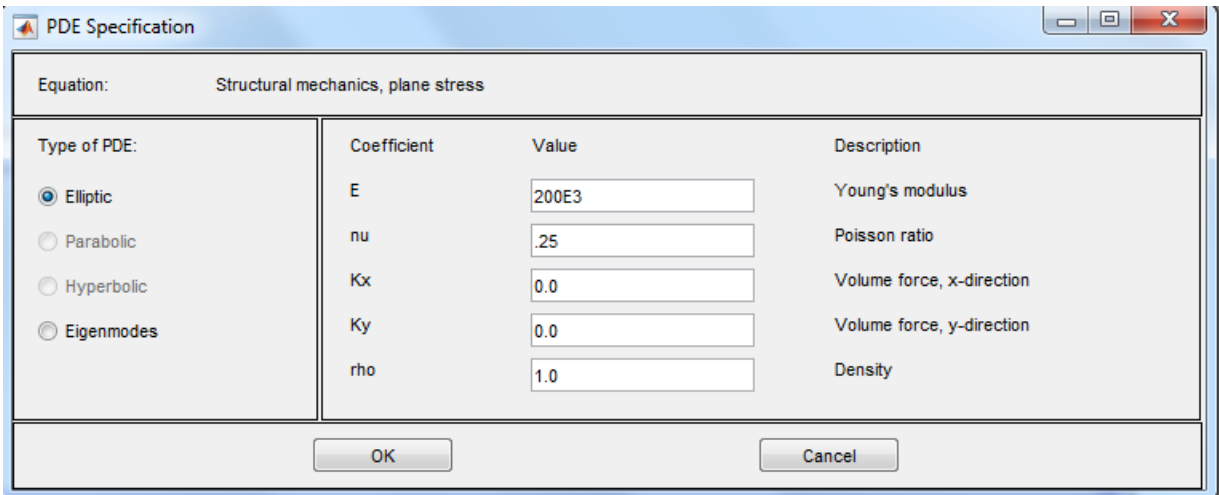 PDE Specification
Equation: Structural mechanics, plane stress
Type of PDE: Coefficient Value Description
Elliptic E 200E3 Young's modulus
Parabolic nu .25 Poisson ratio
Hyperbolic Kx 0.0 Volume force, x-direction
Eigenmodes Ky 0.0 Volume force, y-direction
rho 1.0 Density
OK Cancel